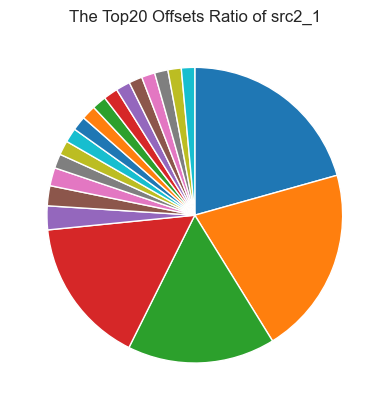 The Top20 Offsets Ratio of src2_1